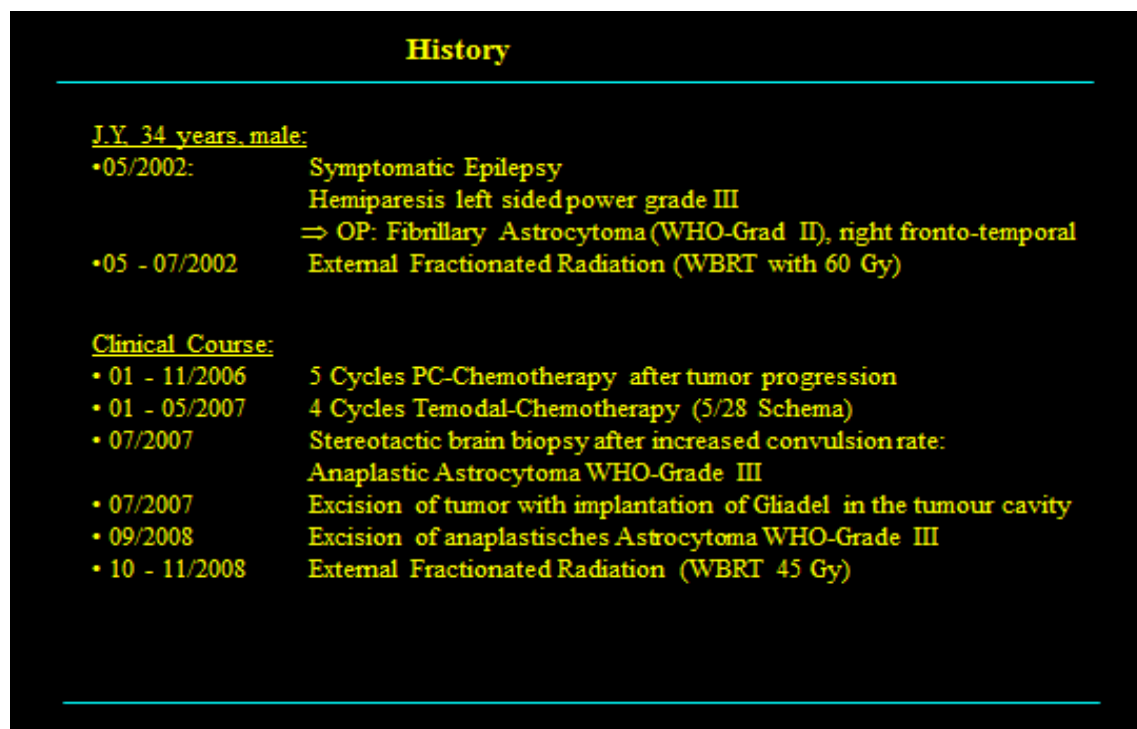 History
J.Y, 34 years, male:
•05/2002: Symptomatic Epilepsy
Hemiparesis left sided power grade III
⇒ OP: Fibrillary Astrocytoma (WHO-Grad II), right fronto-temporal
•05 - 07/2002 External Fractionated Radiation (WBRT with 60 Gy)
Clinical Course:
• 01 - 11/2006 5 Cycles PC-Chemotherapy after tumor progression
• 01 - 05/2007 4 Cycles Temodal-Chemotherapy (5/28 Schema)
• 07/2007 Stereotactic brain biopsy after increased convulsion rate:
Anaplastic Astrocytoma WHO-Grade III
• 07/2007 Excision of tumor with implantation of Gliadel in the tumour cavity
• 09/2008 Excision of anaplastisches Astrocytoma WHO-Grade III
• 10 - 11/2008 External Fractionated Radiation (WBRT 45 Gy)